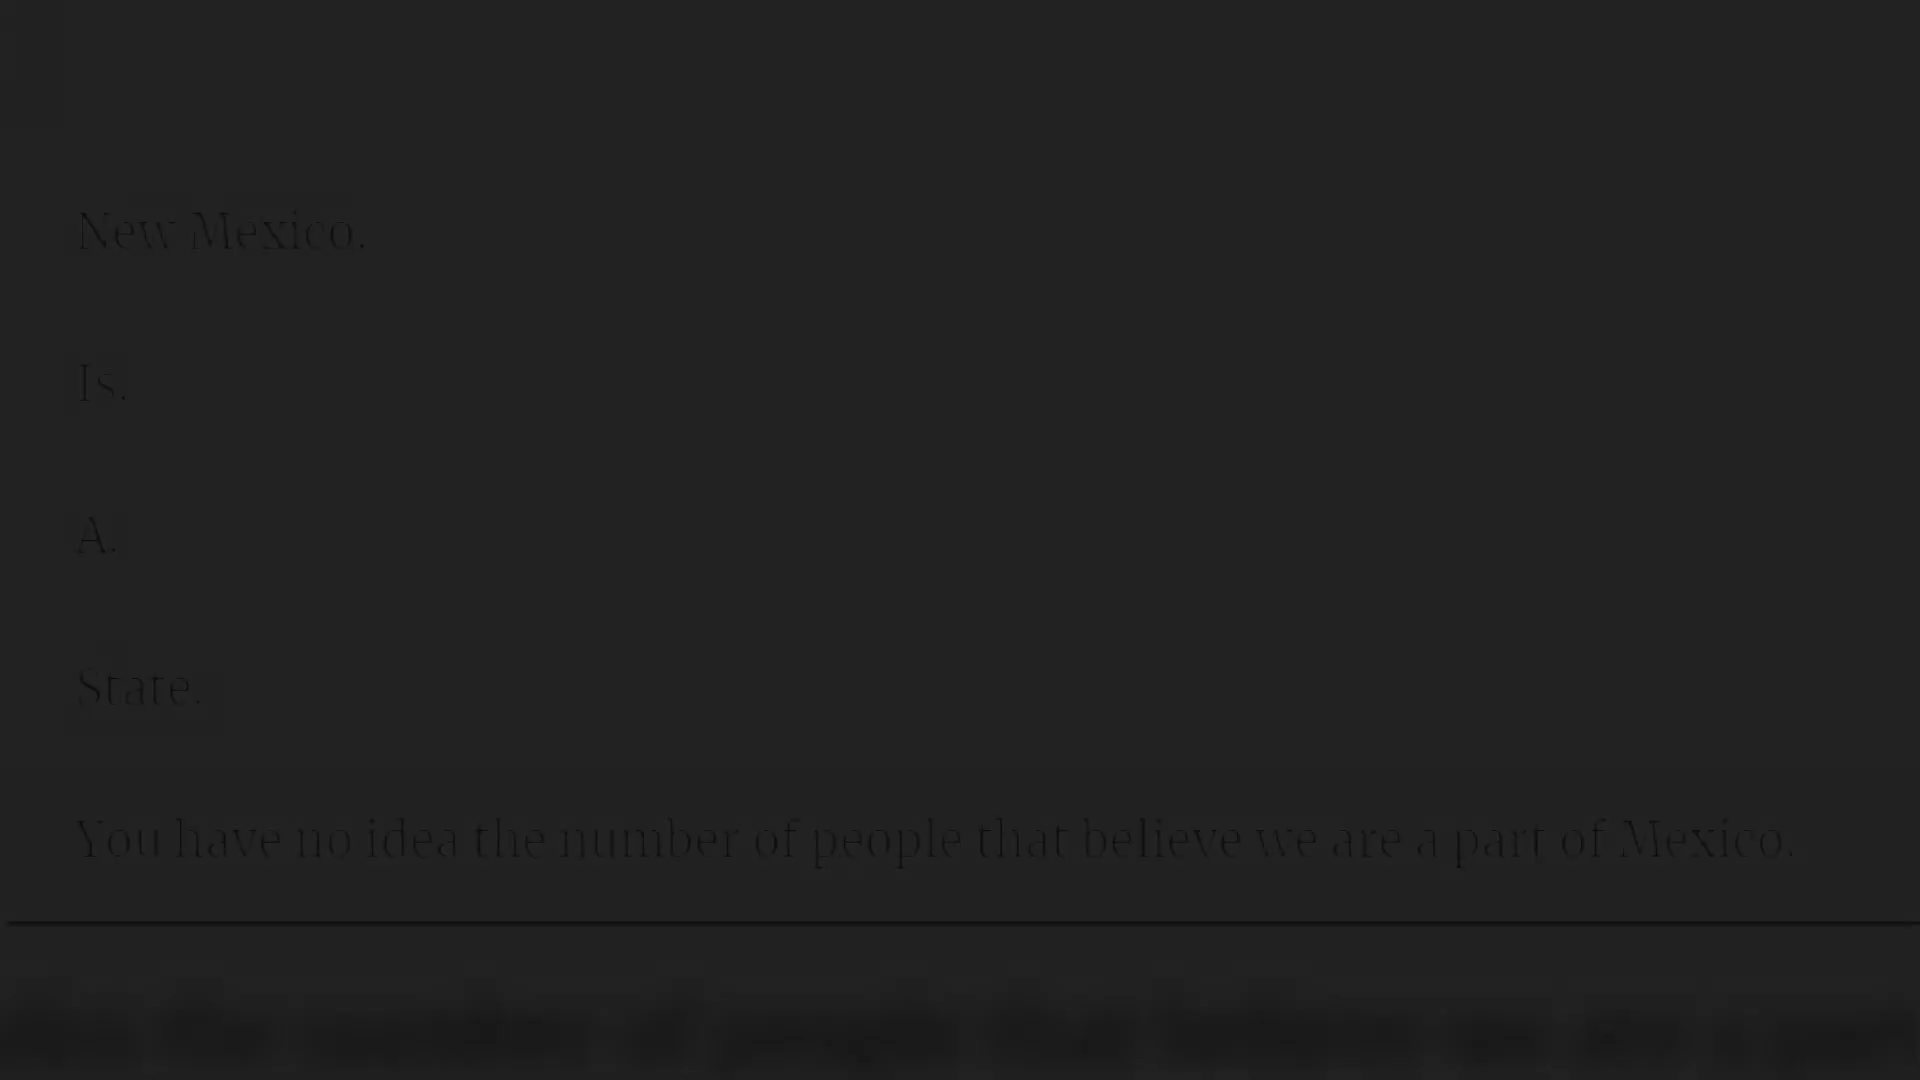 New Mexico.
Is.
A.
State.
You have no idea the number of people that believe we are a part of Mexico.